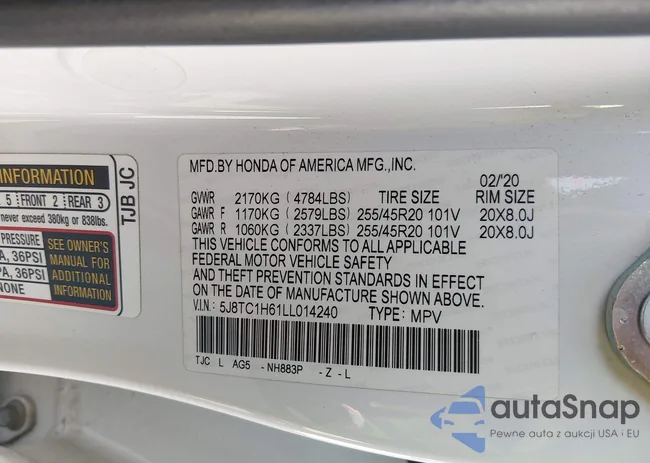 INFORMATION
5 FRONT 2 REAR 3
never exceed 380kg or 838lbs.
PRESSURE
A, 36PSI
PA, 36PSI
NONE
SEE OWNER'S
MANUAL FOR
ADDITIONAL
INFORMATION
TJB JC
MFD. BY HONDA OF AMERICA MFG., INC.
02/'20
GVWR 2170KG (4784LBS) TIRE SIZE RIM SIZE
GAWR F 1170KG (2579LBS) 255/45R20 101V 20X8.0J
GAWR R 1060KG (2337LBS) 255/45R20 101V 20X8.0J
THIS VEHICLE CONFORMS TO ALL APPLICABLE
FEDERAL MOTOR VEHICLE SAFETY
AND THEFT PREVENTION STANDARDS IN EFFECT
ON THE DATE OF MANUFACTURE SHOWN ABOVE.
V.I.N.: 5J8TC1H61LL014240 TYPE: MPV
TJC L AG5 -NH883P -Z-L
autaSnap
Pewne auta z aukcji USA i EU